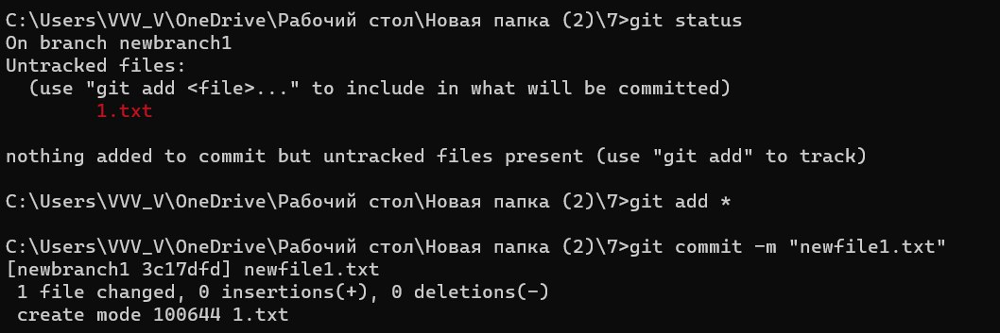 C:\Users\VVV_V\OneDrive\Рабочий стол\Новая папка (2)\7>git status
On branch newbranch1
Untracked files:
  (use "git add <file>..." to include in what will be committed)
        1.txt

nothing added to commit but untracked files present (use "git add" to track)

C:\Users\VVV_V\OneDrive\Рабочий стол\Новая папка (2)\7>git add *

C:\Users\VVV_V\OneDrive\Рабочий стол\Новая папка (2)\7>git commit -m "newfile1.txt"
[newbranch1 3c17dfd] newfile1.txt
 1 file changed, 0 insertions(+), 0 deletions(-)
 create mode 100644 1.txt